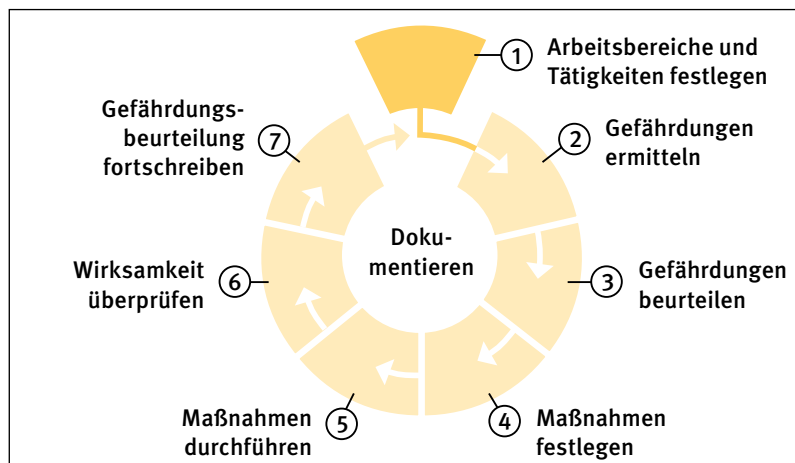 1
Arbeitsbereiche und
Tätigkeiten festlegen
2
Gefährdungen
ermitteln
3
Gefährdungen
beurteilen
4
Maßnahmen
festlegen
5
Maßnahmen
durchführen
6
Wirksamkeit
überprüfen
7
Gefährdungs-
beurteilung
fortschreiben
Doku-
mentieren